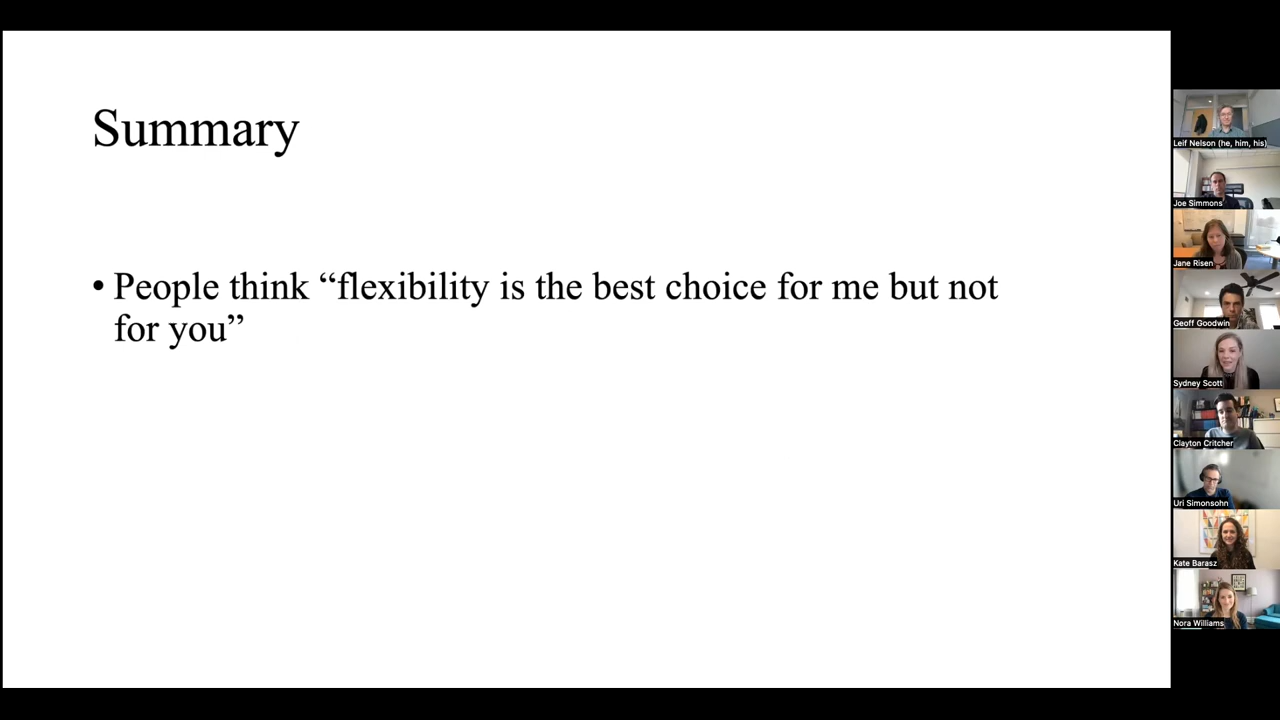 Summary
• People think “flexibility is the best choice for me but not
for you”
Leif Nelson (he, him, his)
Joe Simmons
Jane Risen
Geoff Goodwin
Sydney Scott
Clayton Critcher
Uri Simonsohn
Kate Barasz
Nora Williams